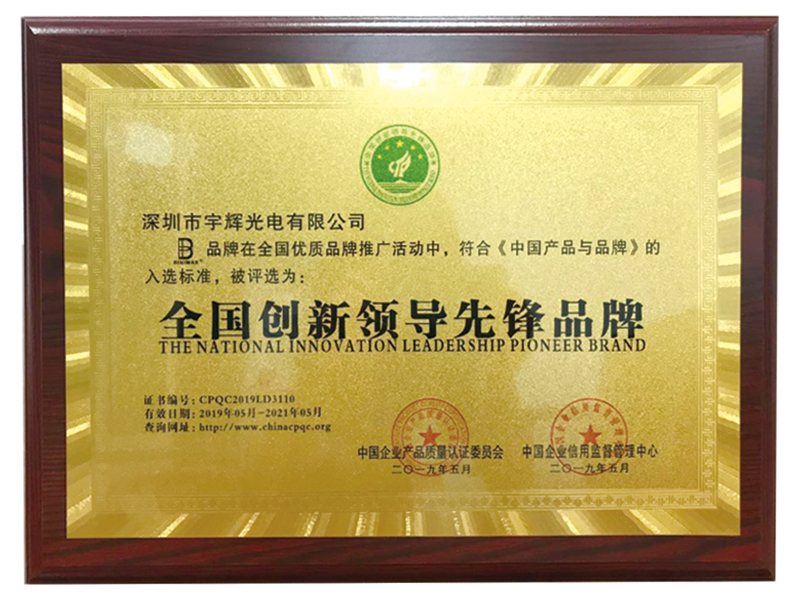 深圳市宇辉光电有限公司
品牌在全国优质品牌推广活动中，符合《中国产品与品牌》的
入选标准，被评选为：
全国创新领导先锋品牌
THE NATIONAL INNOVATION LEADERSHIP PIONEER BRAND
证书编号：CPQC2019LD3110
有效日期：2019年05月-2021年05月
查询网址：http://www.chinacpqc.org
中国企业产品质量认证委员会
二〇一九年五月
中国企业信用监督管理中心
二〇一九年五月